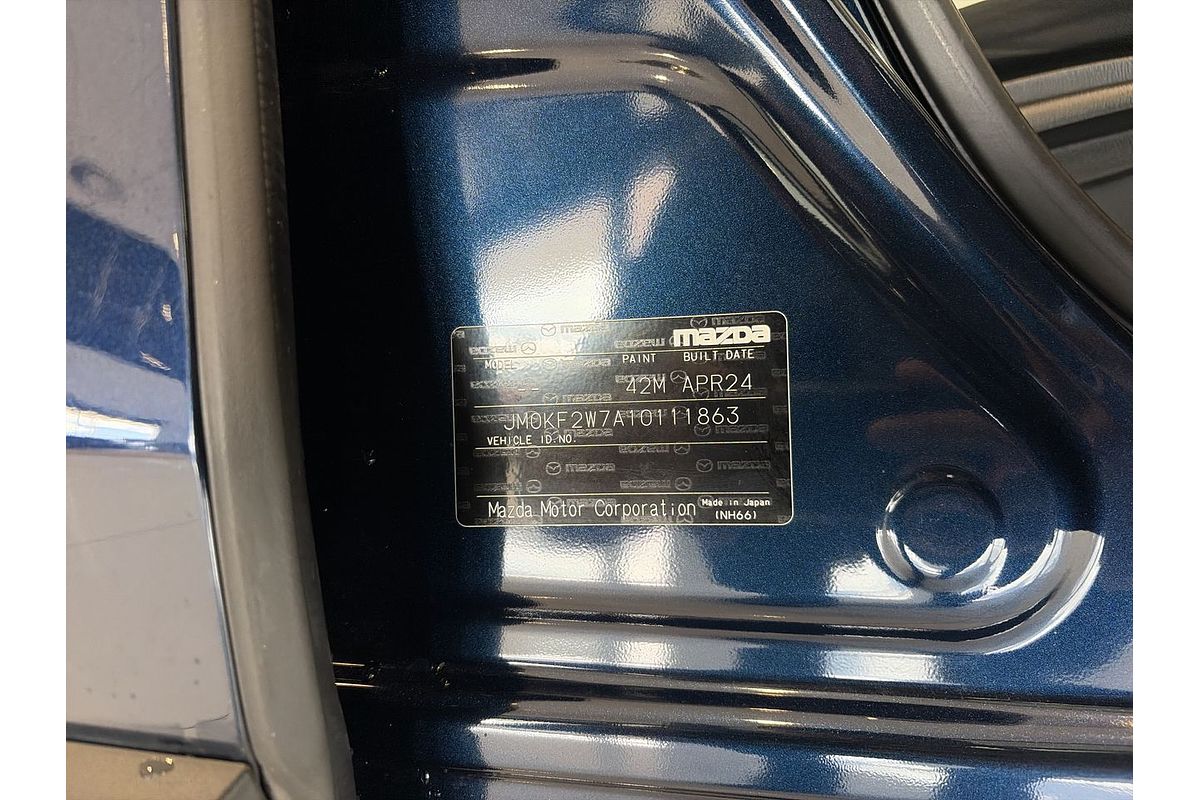 mazda
MODEL PAINT BUILT DATE
42M APR24
JM0KF2W7A10111863
VEHICLE ID.NO.
Mazda Motor Corporation Made in Japan
(NH66)